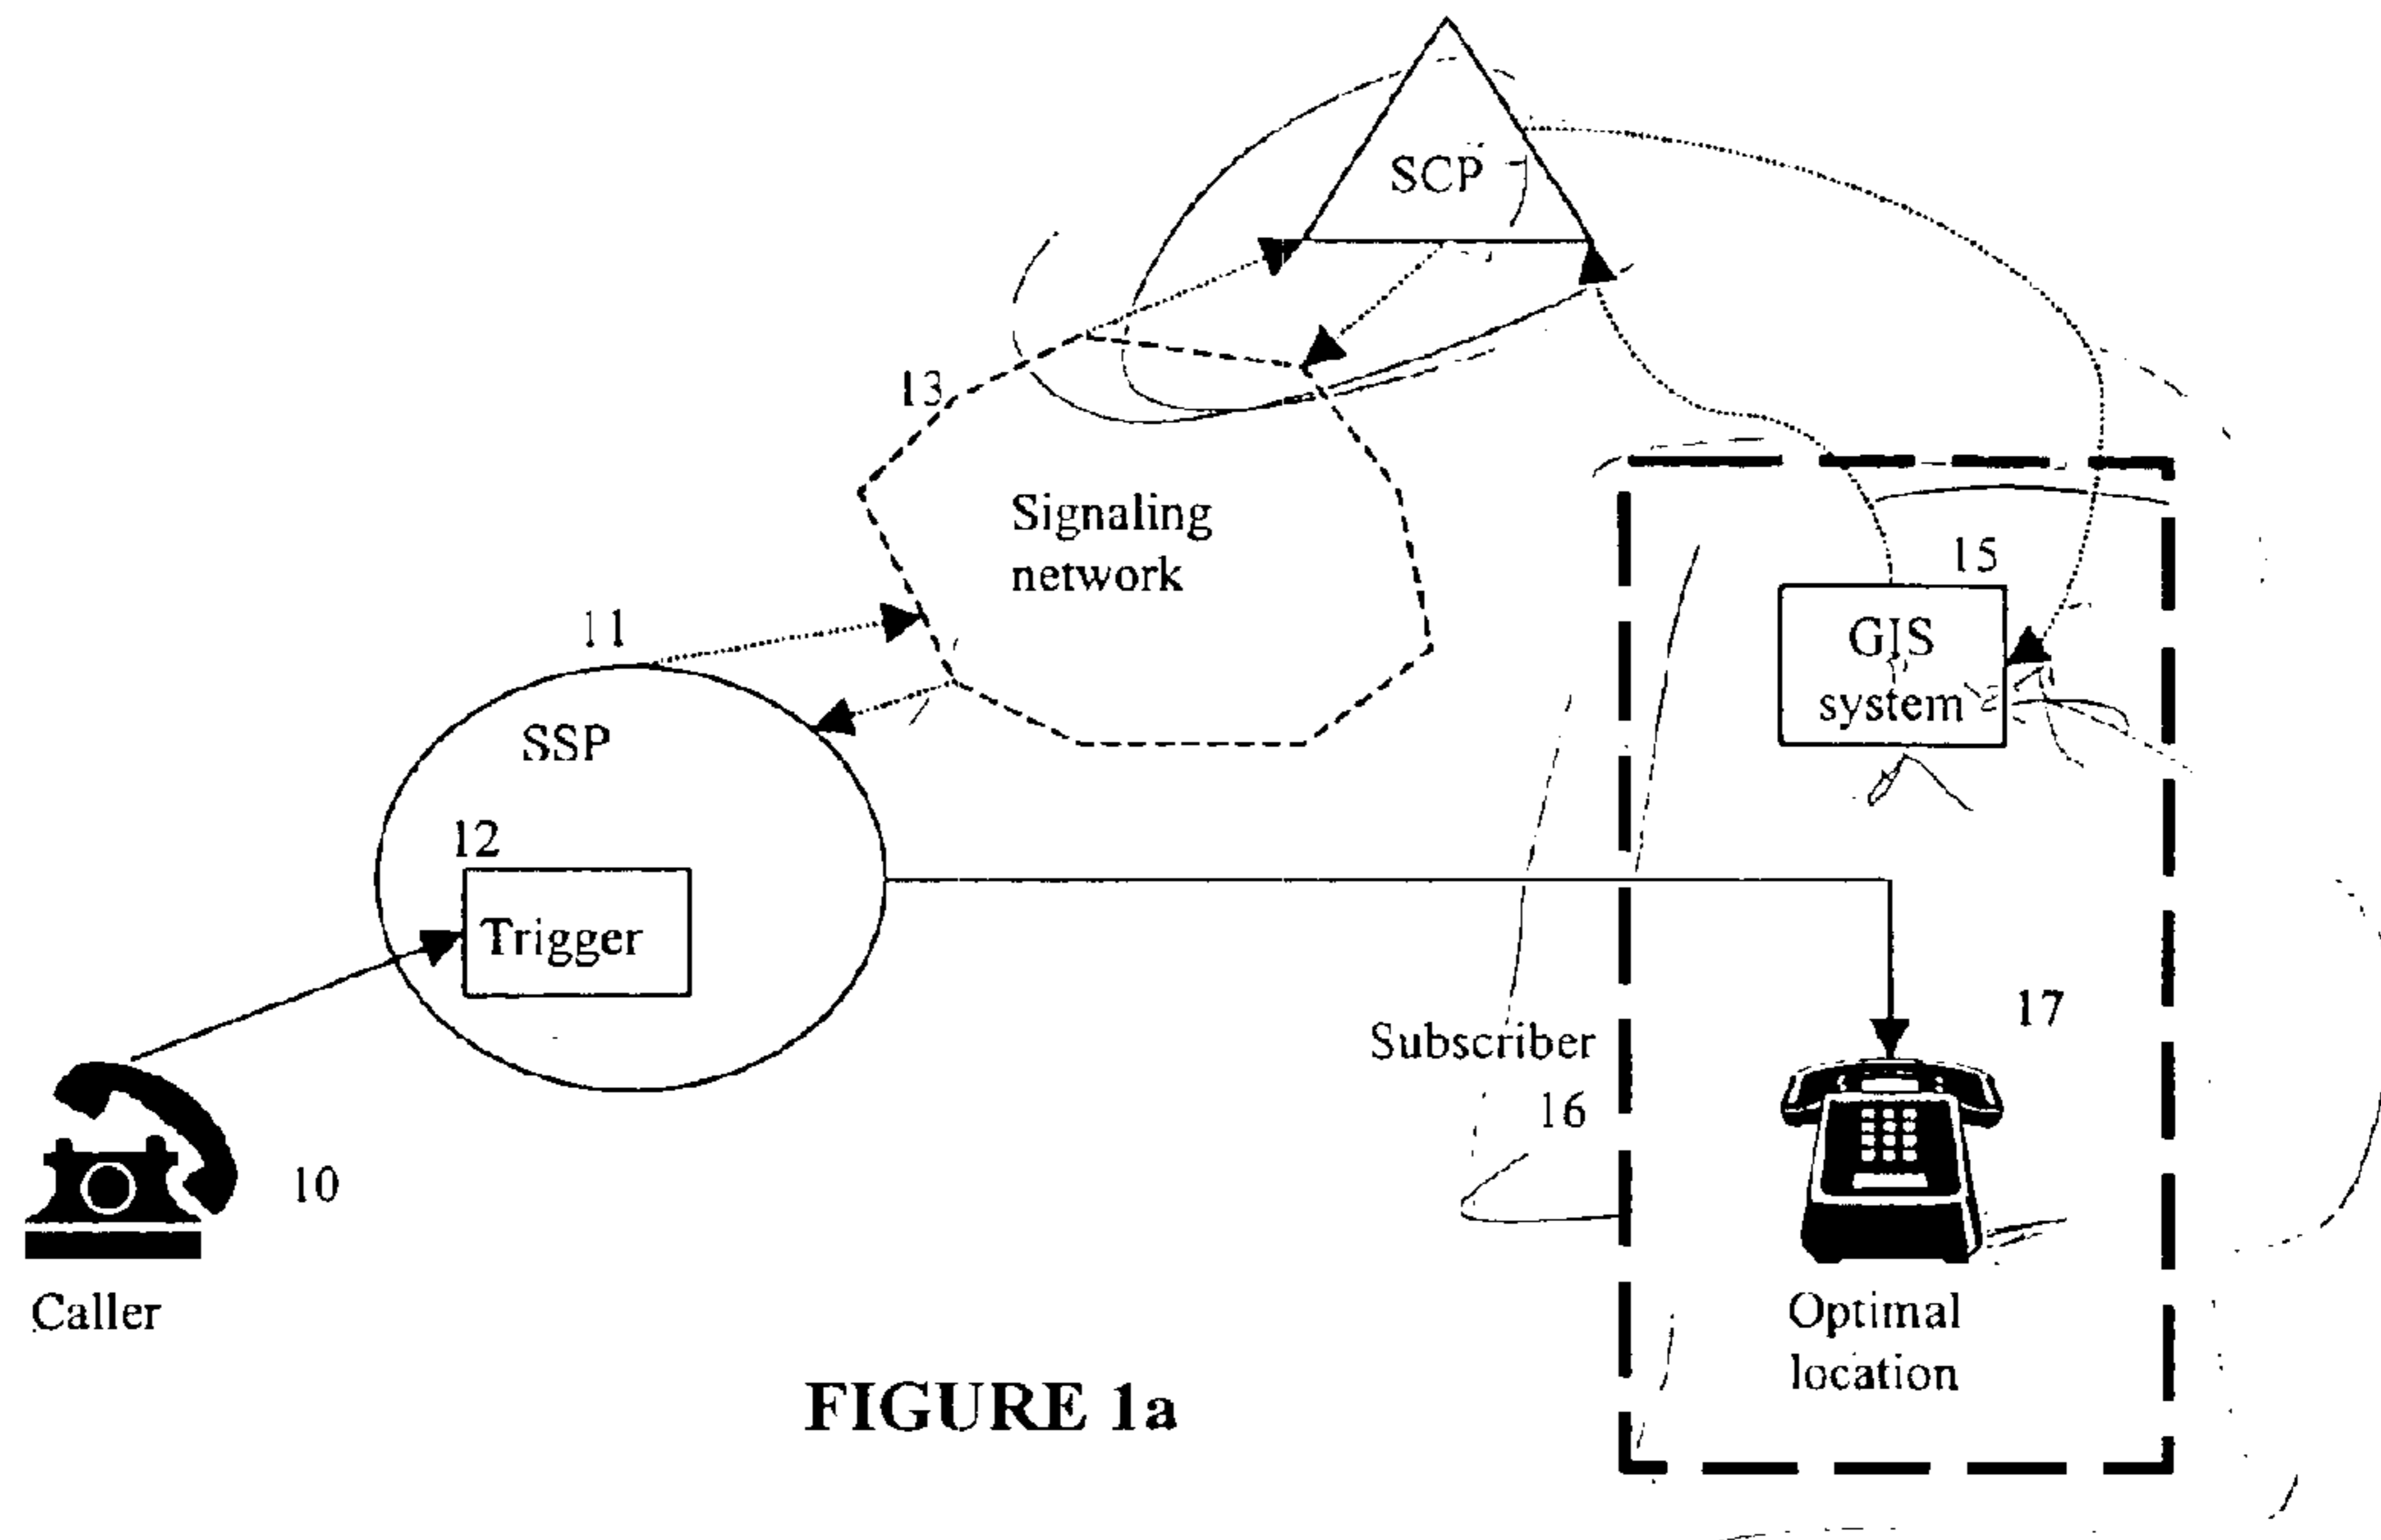 SCP
13
Signaling
network
11
15
GIS
system
SSP
12
Trigger
17
Subscriber
16
10
Caller
Optimal
location
FIGURE 1a